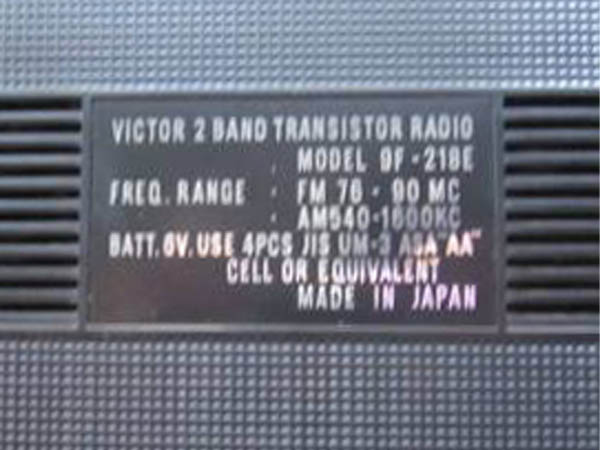 VICTOR 2 BAND TRANSISTOR RADIO
MODEL 9F-218E
FREQ. RANGE : FM 76 - 90 MC
: AM540-1600KC
BATT. 6V. USE 4PCS JIS UM-3 ASA "AA"
CELL OR EQUIVALENT
MADE IN JAPAN